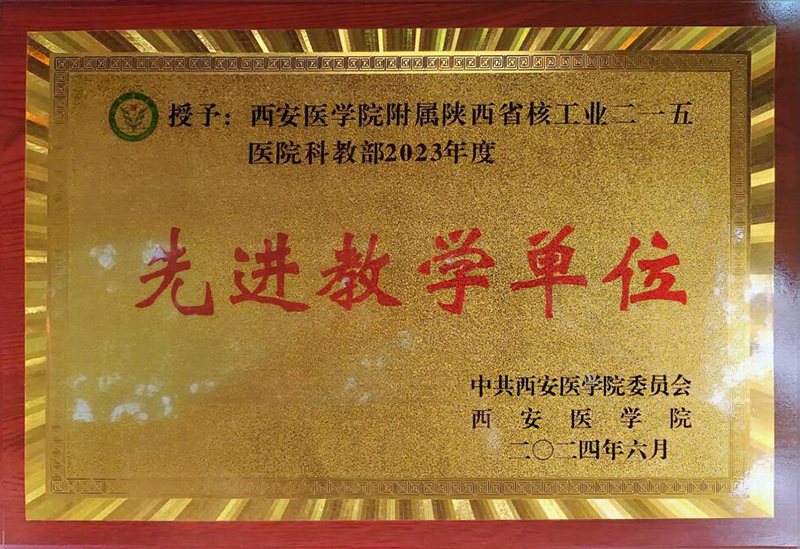 授予：西安医学院附属陕西省核工业二一五
医院科教部2023年度
先进教学单位
中共西安医学院委员会
西安医学院
二〇二四年六月